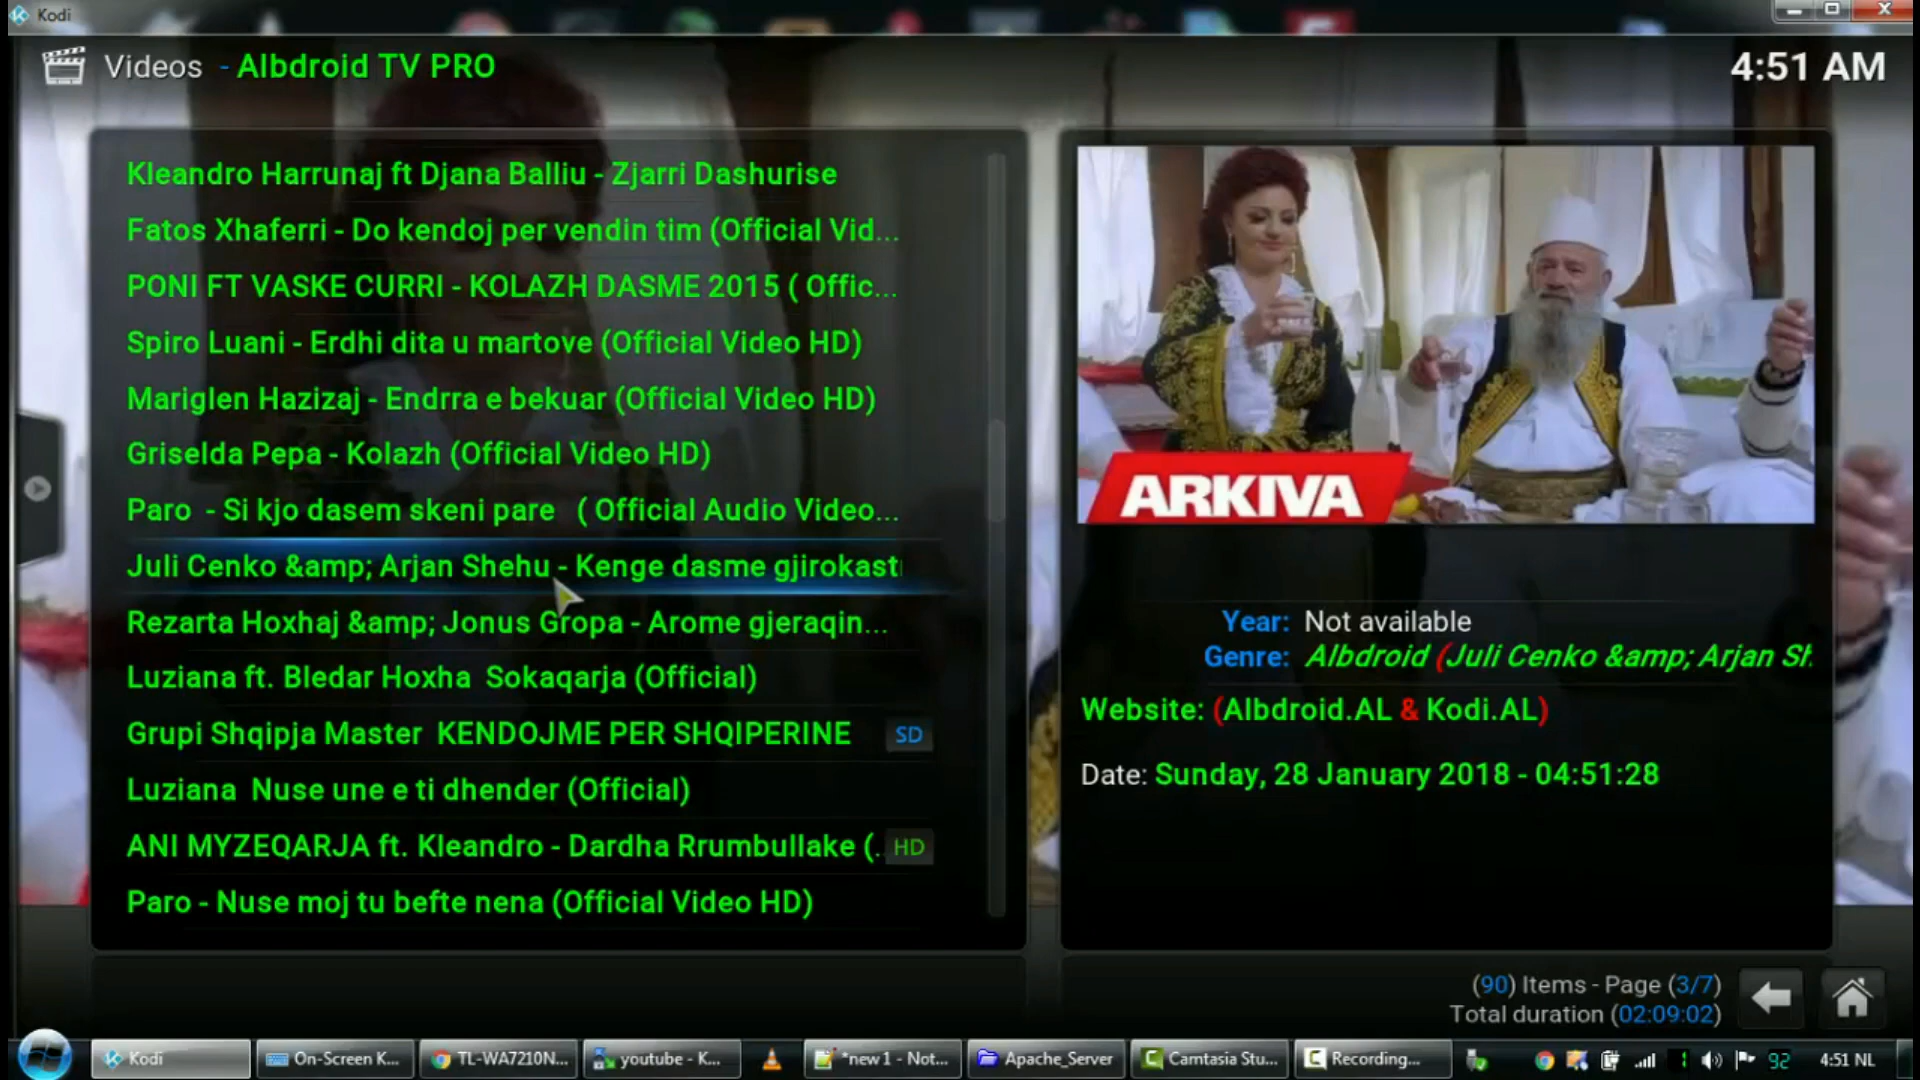 Kodi
Videos - Albdroid TV PRO
4:51 AM
Kleandro Harrunaj ft Djana Balliu - Zjarri Dashurise
Fatos Xhaferri - Do kendoj per vendin tim (Official Vid...
PONI FT VASKE CURRI - KOLAZH DASME 2015 ( Offic...
Spiro Luani - Erdhi dita u martove (Official Video HD)
Mariglen Hazizaj - Endrra e bekuar (Official Video HD)
Griselda Pepa - Kolazh (Official Video HD)
Paro - Si kjo dasem skeni pare ( Official Audio Video...
Juli Cenko &amp; Arjan Shehu - Kenge dasme gjirokast
Rezarta Hoxhaj &amp; Jonus Gropa - Arome gjeraqin...
Luziana ft. Bledar Hoxha Sokaqarja (Official)
Grupi Shqipja Master KENDOJME PER SHQIPERINE SD
Luziana Nuse une e ti dhender (Official)
ANI MYZEQARJA ft. Kleandro - Dardha Rrumbullake (. HD
Paro - Nuse moj tu befte nena (Official Video HD)
ARKIVA
Year: Not available
Genre: Albdroid (Juli Cenko &amp; Arjan Sh
Website: (Albdroid.AL & Kodi.AL)
Date: Sunday, 28 January 2018 - 04:51:28
(90) Items - Page (3/7)
Total duration (02:09:02)
Kodi
On-Screen K...
TL-WA7210N...
youtube - K...
*new 1 - Not...
Apache_Server
Camtasia Stu...
Recording...
92
4:51 NL